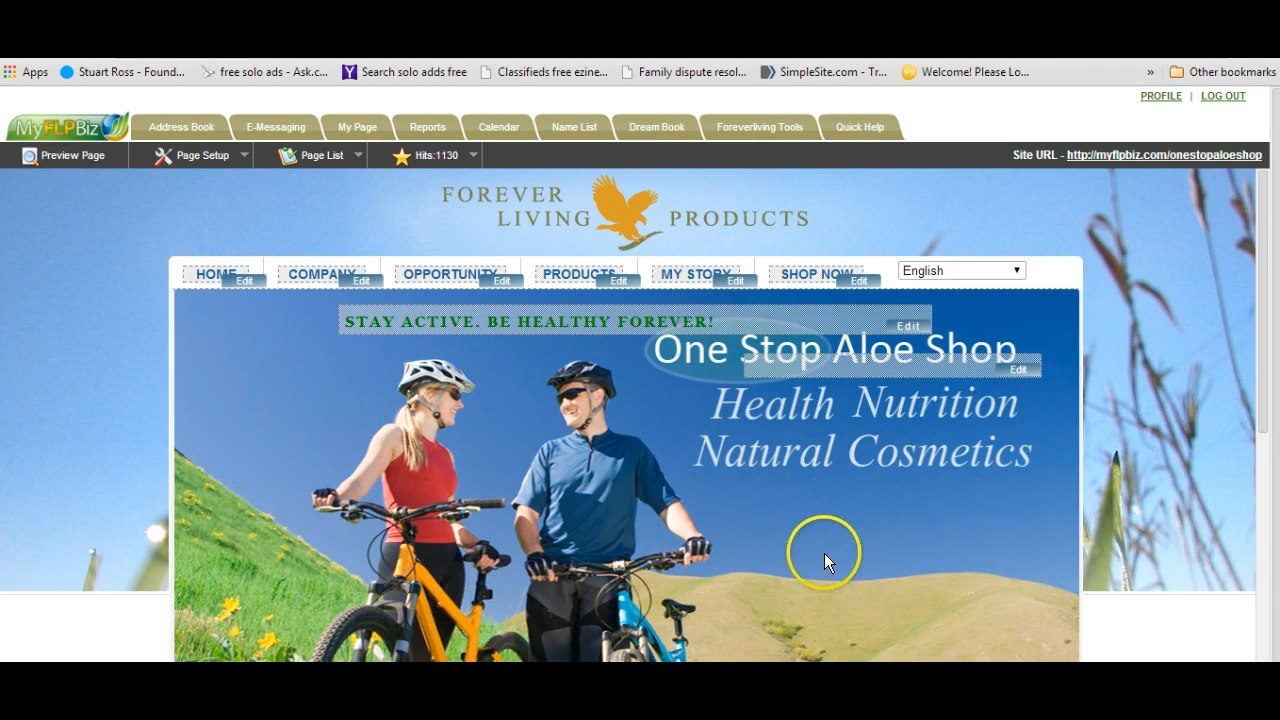 Apps Stuart Ross - Found... free solo ads - Ask.c... Search solo adds free Classifieds free ezine... Family dispute resol... SimpleSite.com - Tr... Welcome! Please Lo... » Other bookmarks
PROFILE | LOG OUT
MyFLPBiz Address Book E-Messaging My Page Reports Calendar Name List Dream Book Foreverliving Tools Quick Help
Preview Page Page Setup Page List Hits:1130 Site URL - http://myflpbiz.com/onestopaloeshop
FOREVER
LIVING PRODUCTS
HOME COMPANY OPPORTUNITY PRODUCTS MY STORY SHOP NOW English
Edit Edit Edit Edit Edit Edit
STAY ACTIVE. BE HEALTHY FOREVER! Edit
One Stop Aloe Shop
Edit
Health Nutrition
Natural Cosmetics